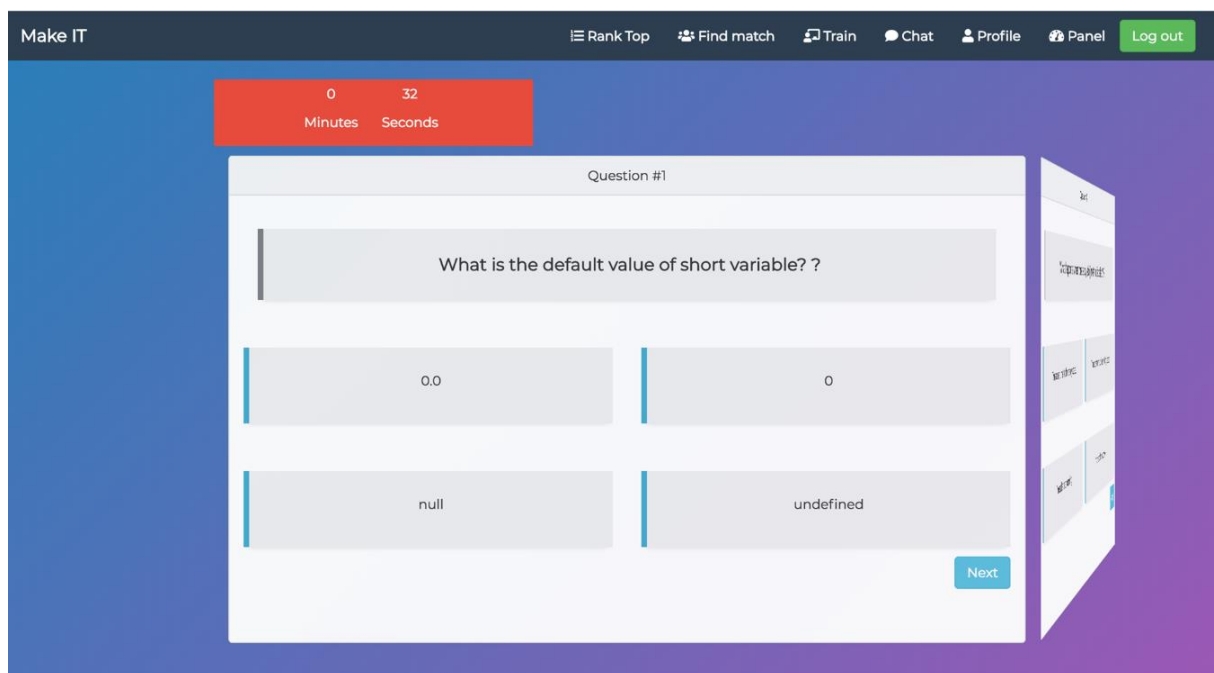 Make IT Rank Top Find match Train Chat Profile Panel Log out
0 32
Minutes Seconds
Question #1
What is the default value of short variable? ?
0.0 0
null undefined
Next